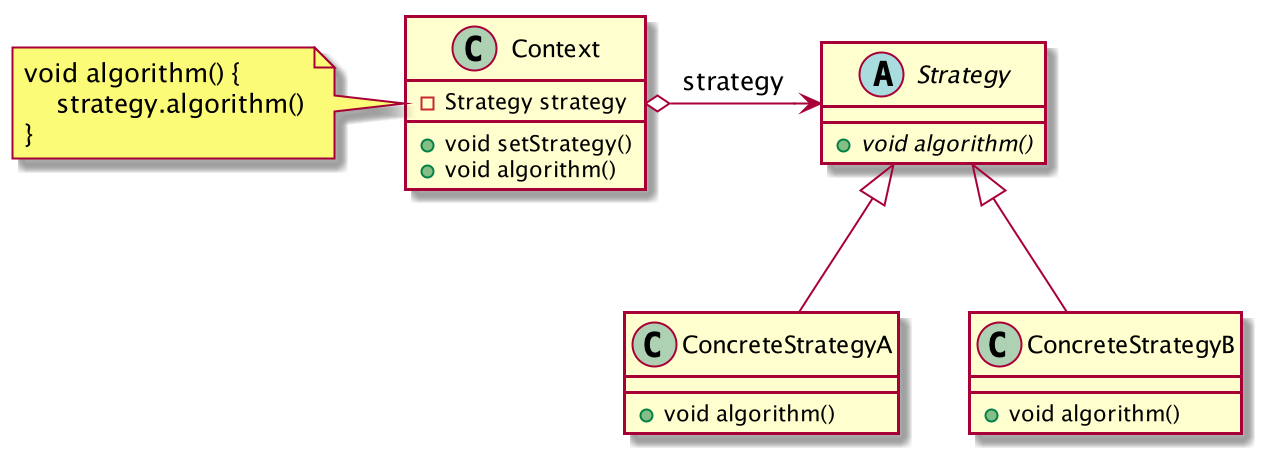 void algorithm() {
    strategy.algorithm()
}
C Context
Strategy strategy
void setStrategy()
void algorithm()
strategy
A Strategy
void algorithm()
C ConcreteStrategyA
void algorithm()
C ConcreteStrategyB
void algorithm()